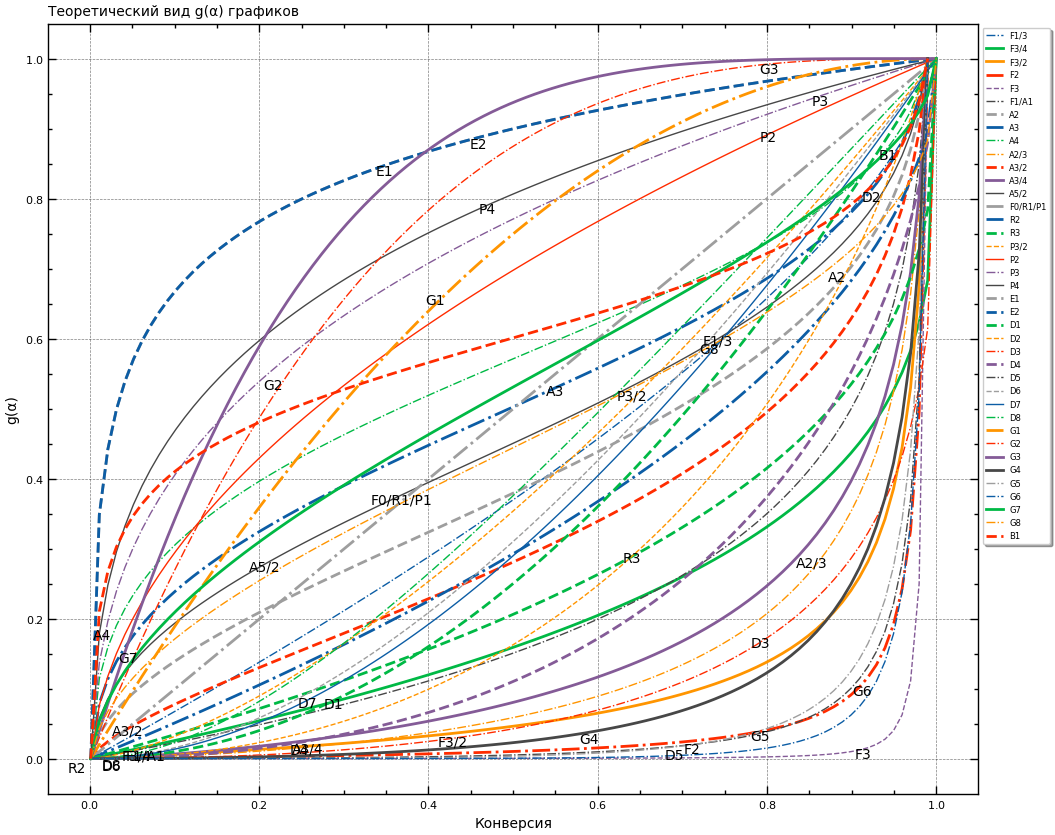 Теоретический вид g(α) графиков
g(α)
1.0
0.8
0.6
0.4
0.2
0.0
0.0
0.2
0.4
0.6
0.8
1.0
Конверсия
G3
P3
P2
B1
E2
E1
D2
P4
A2
G1
F1/3
G8
G2
A3
P3/2
F0/R1/P1
A5/2
R3
A2/3
A4
G7
D3
G6
D7
D1
A3/2
G4
G5
F3/2
A3/4
F2
D5
F3
R2
D6
F1/3
F3/4
F3/2
F2
F3
F1/A1
A2
A3
A4
A2/3
A3/2
A3/4
A5/2
F0/R1/P1
R2
R3
P3/2
P2
P3
P4
E1
E2
D1
D2
D3
D4
D5
D6
D7
D8
G1
G2
G3
G4
G5
G6
G7
G8
B1